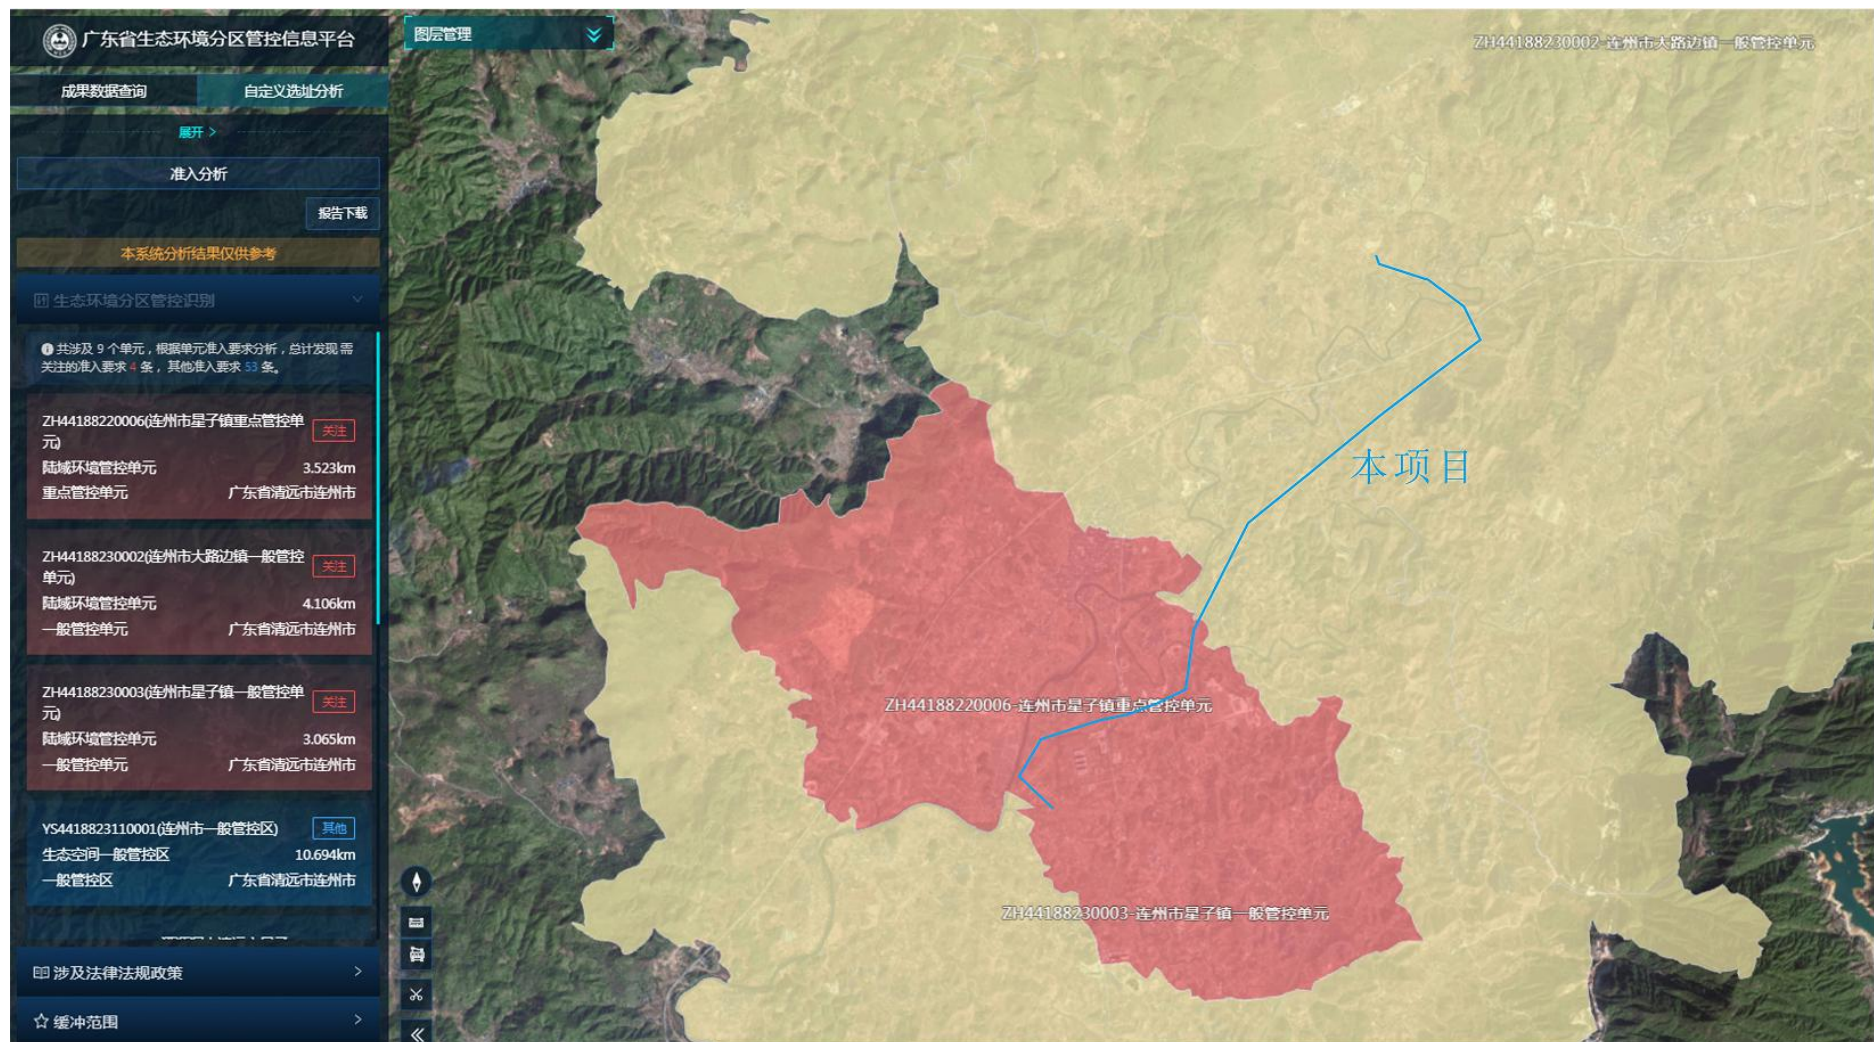 广东省生态环境分区管控信息平台
成果数据查询
自定义选址分析
展开 >
准入分析
报告下载
本系统分析结果仅供参考
生态环境分区管控识别
共涉及 9 个单元，根据单元准入要求分析，总计发现需
关注的准入要求 4 条，其他准入要求 53 条。
ZH44188220006(连州市星子镇重点管控单
元)
关注
陆域环境管控单元 3.523km
重点管控单元 广东省清远市连州市
ZH44188230002(连州市大路边镇一般管控
单元)
关注
陆域环境管控单元 4.106km
一般管控单元 广东省清远市连州市
ZH44188230003(连州市星子镇一般管控单
元)
关注
陆域环境管控单元 3.065km
一般管控单元 广东省清远市连州市
YS4418823110001(连州市一般管控区) 其他
生态空间一般管控区 10.694km
一般管控区 广东省清远市连州市
涉及法律法规政策
缓冲范围
图层管理
ZH44188230002-连州市大路边镇一般管控单元
本项目
ZH44188220006-连州市星子镇重点管控单元
ZH44188230003-连州市星子镇一般管控单元